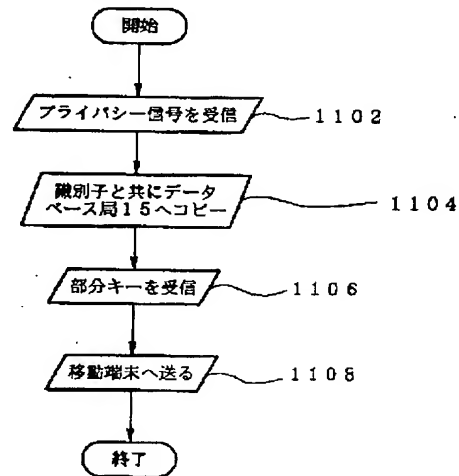 開始
プライバシー信号を受信
1102
識別子と共にデータ
ベース局15へコピー
1104
部分キーを受信
1106
移動端末へ送る
1108
終了